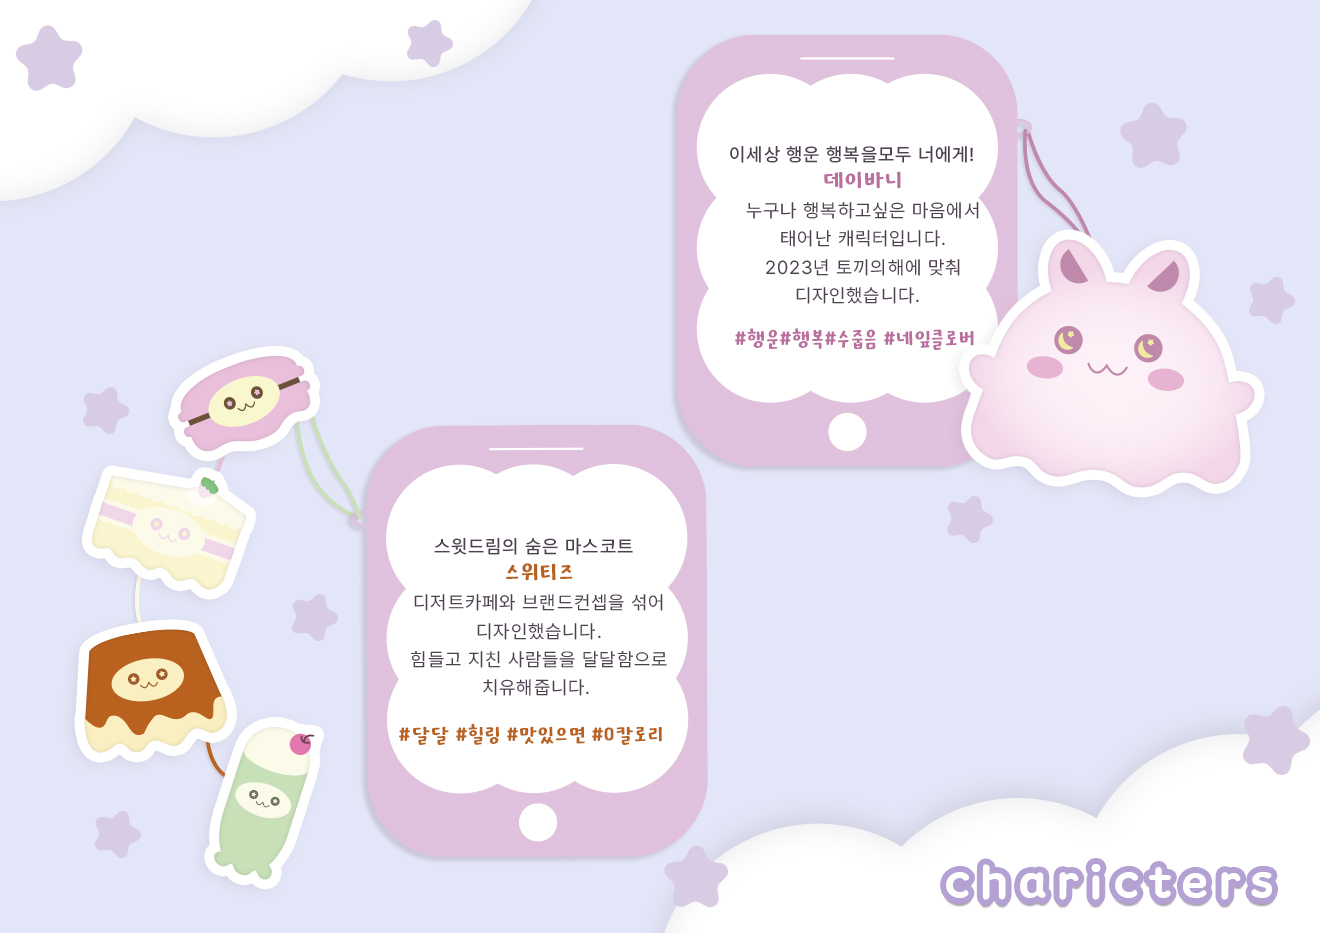 이세상 행운 행복을모두 너에게!
데이바니
누구나 행복하고싶은 마음에서
태어난 캐릭터입니다.
2023년 토끼의해에 맞춰
디자인했습니다.
#행운#행복#수줍음 #네잎클로버
스윗드림의 숨은 마스코트
스위티즈
디저트카페와 브랜드컨셉을 섞어
디자인했습니다.
힘들고 지친 사람들을 달달함으로
치유해줍니다.
#달달 #힐링 #맛있으면 #0칼로리
charicters